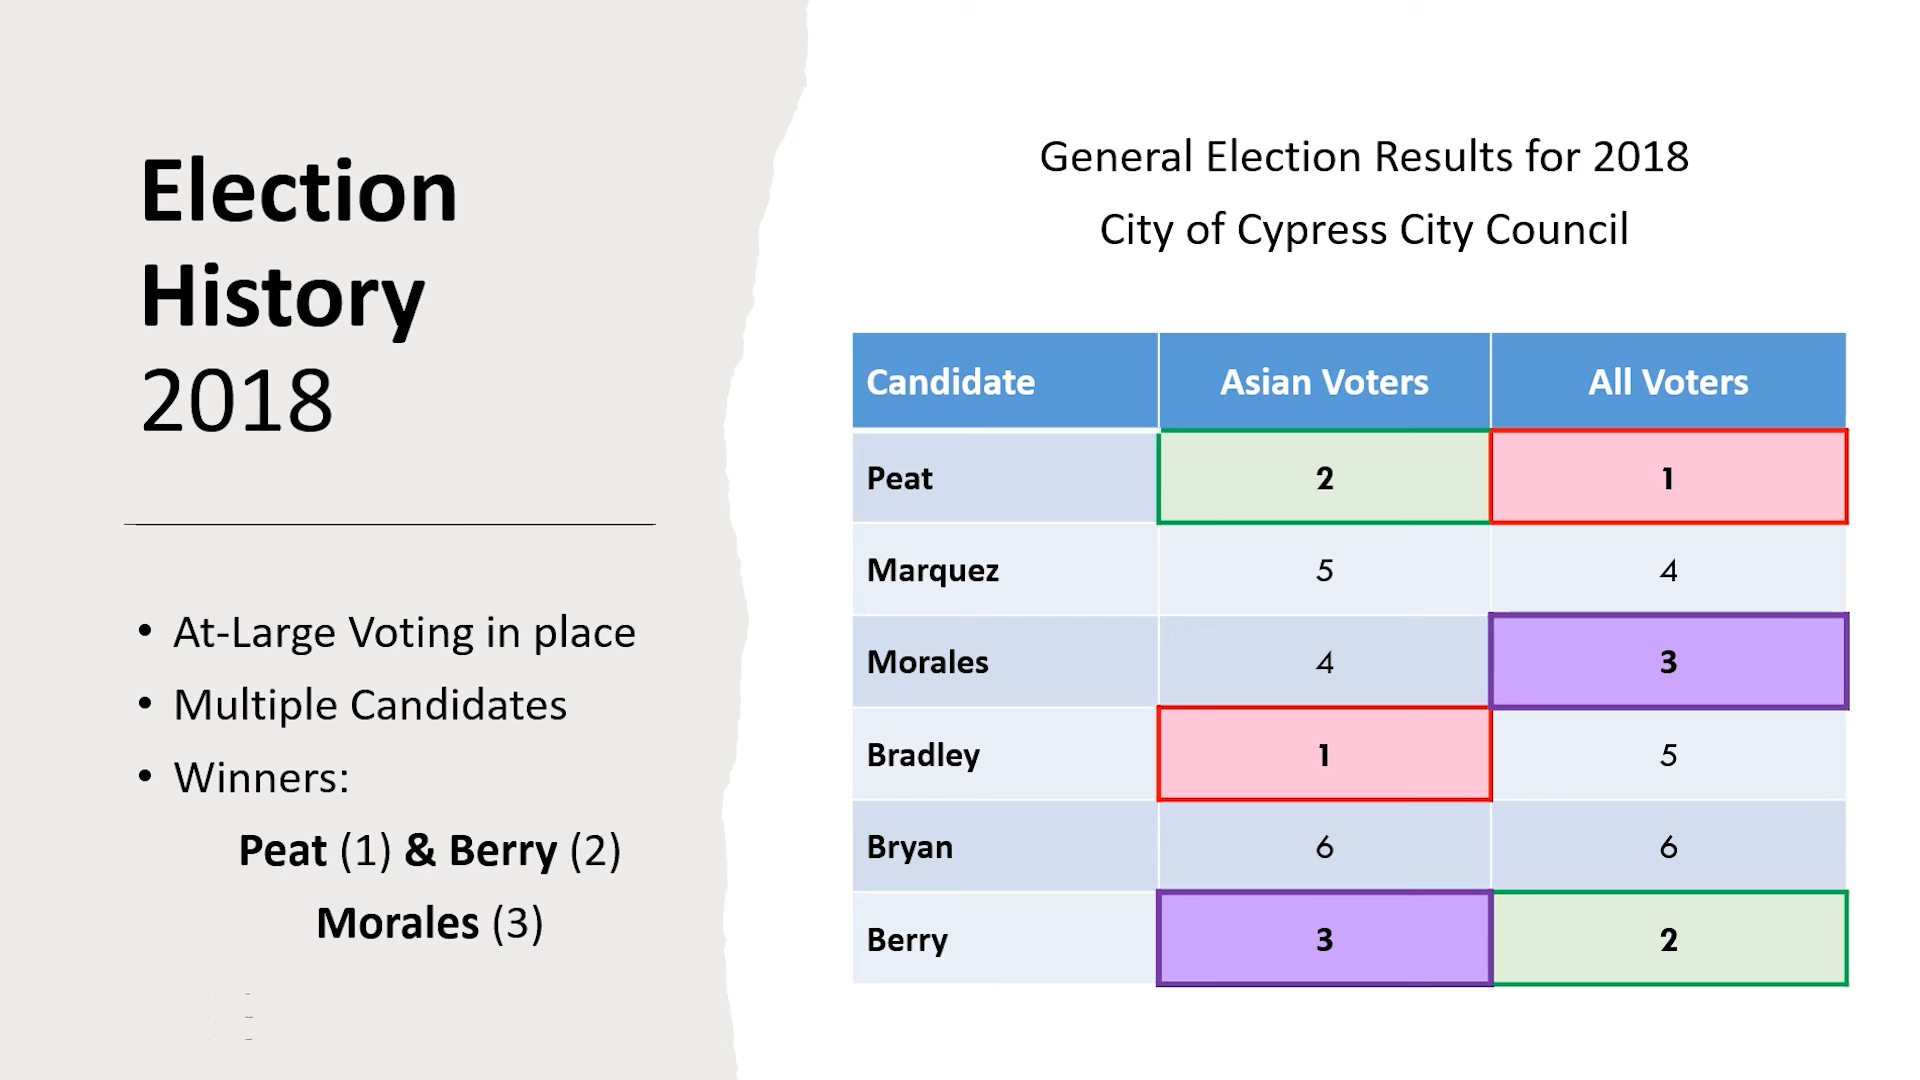 Election
History
2018
• At-Large Voting in place
• Multiple Candidates
• Winners:
Peat (1) & Berry (2)
Morales (3)
General Election Results for 2018
City of Cypress City Council
Candidate Asian Voters All Voters
Peat 2 1
Marquez 5 4
Morales 4 3
Bradley 1 5
Bryan 6 6
Berry 3 2